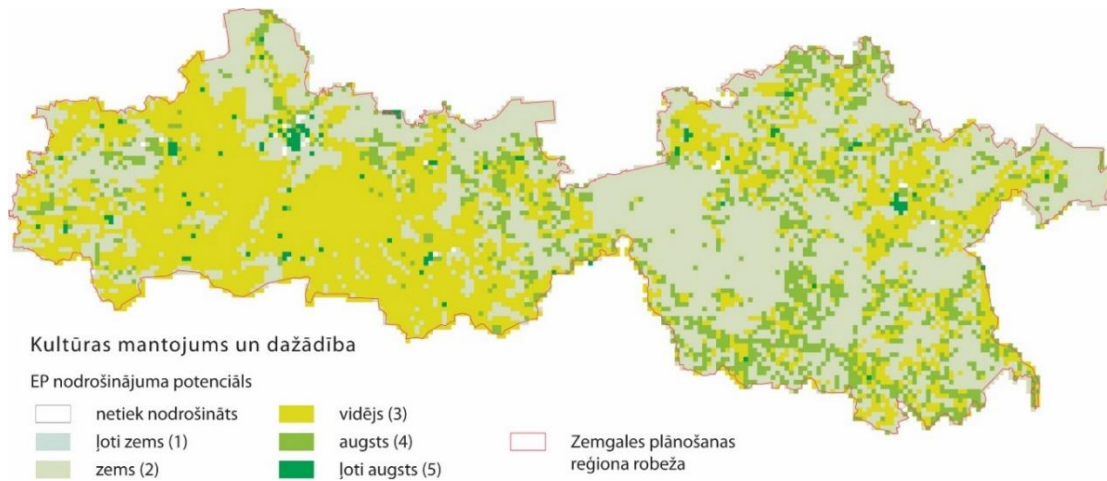 Kultūras mantojums un dažādība
EP nodrošinājuma potenciāls
netiek nodrošināts
ļoti zems (1)
zems (2)
vidējs (3)
augsts (4)
ļoti augsts (5)
Zemgales plānošanas
reģiona robeža